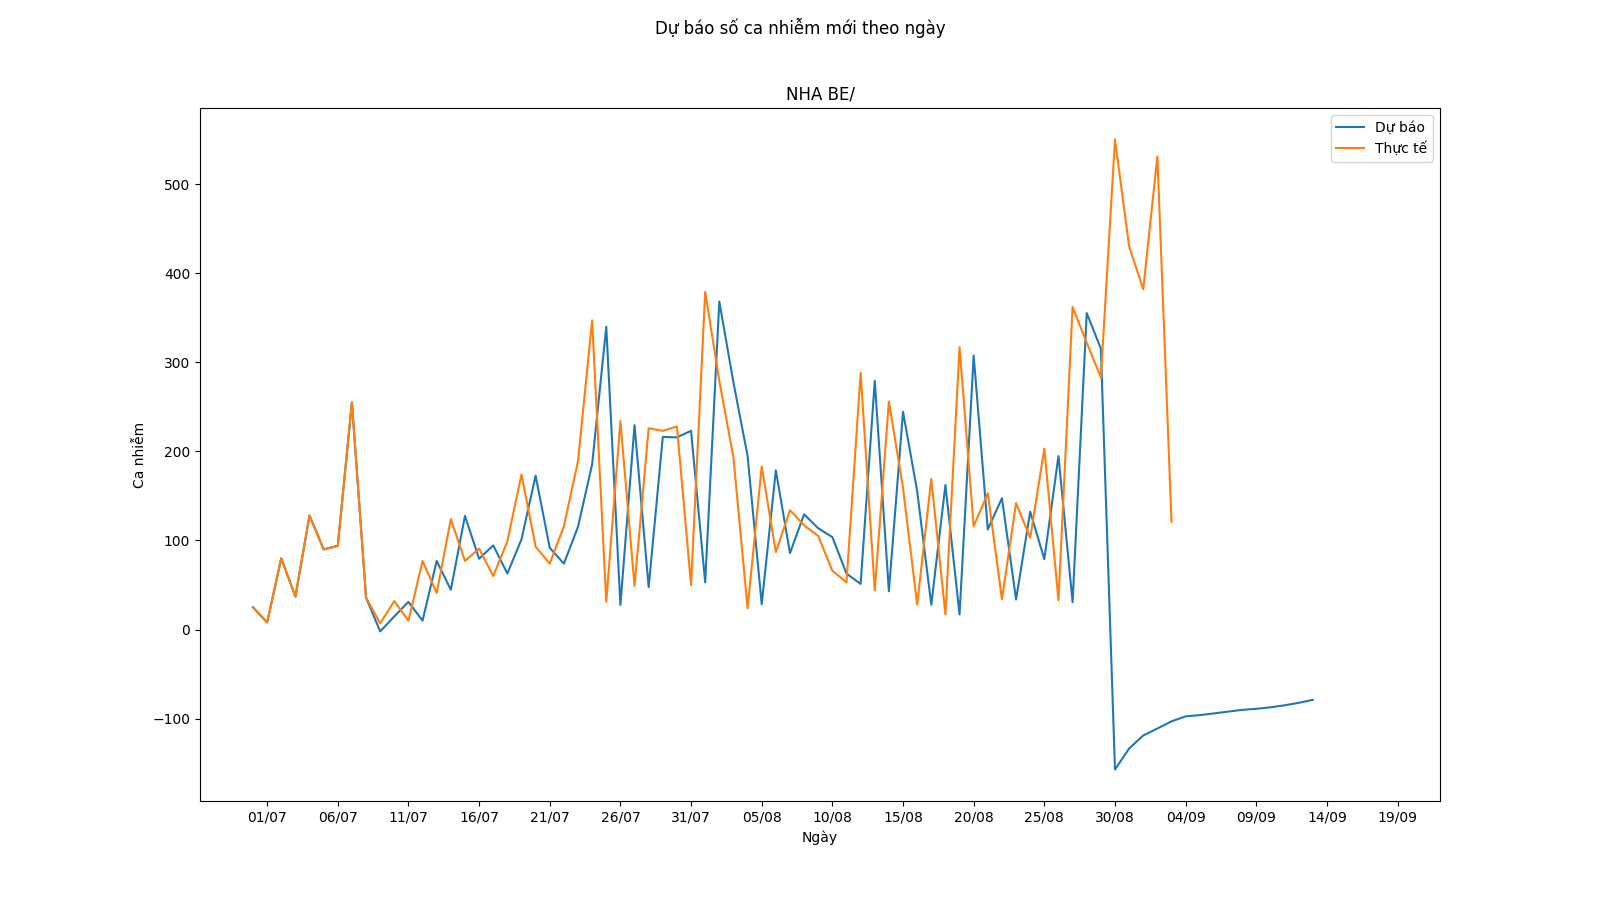 Dự báo số ca nhiễm mới theo ngày
NHA BE/
Dự báo
Thực tế
500
400
300
200
100
0
−100
Ca nhiễm
01/07 06/07 11/07 16/07 21/07 26/07 31/07 05/08 10/08 15/08 20/08 25/08 30/08 04/09 09/09 14/09 19/09
Ngày